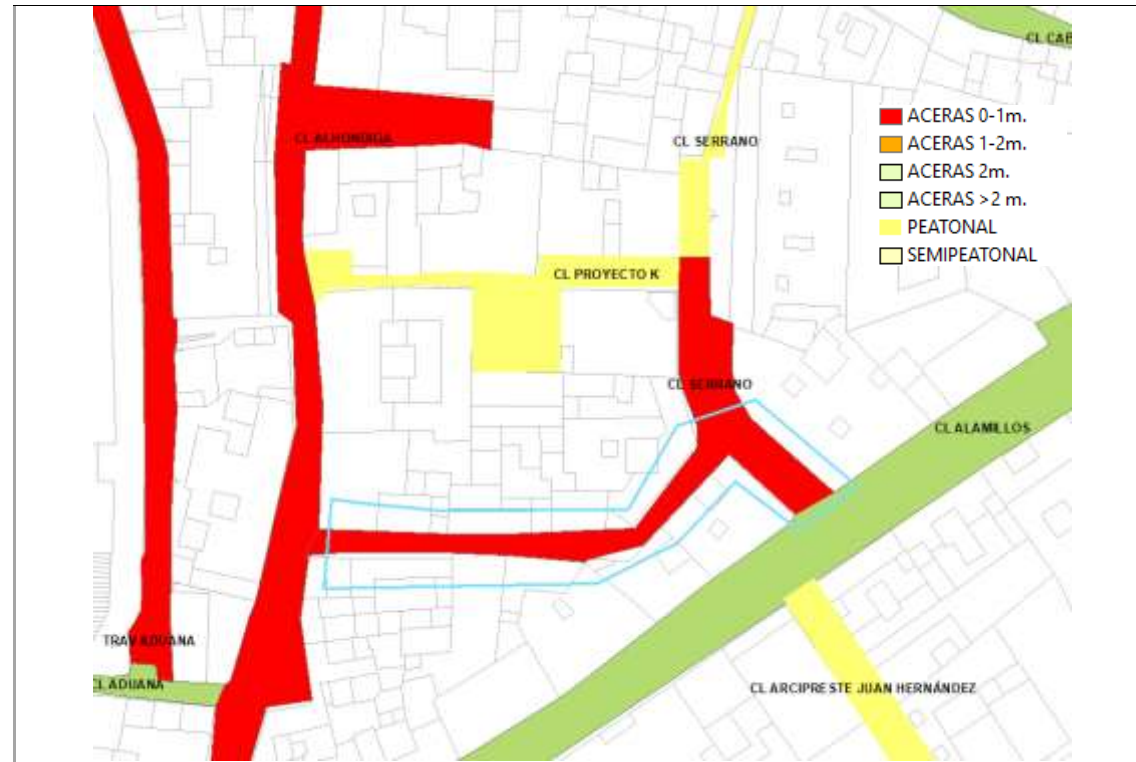 CL CAB
ACERAS 0-1m.
CL ALHONDIGA
CL SERRANO
ACERAS 1-2m.
ACERAS 2m.
ACERAS >2 m.
PEATONAL
SEMIPEATONAL
CL PROYECTO K
CL SERRANO
CL ALAMILLOS
TRAV ADUANA
CL ADUANA
CL ARCIPRESTE JUAN HERNÁNDEZ